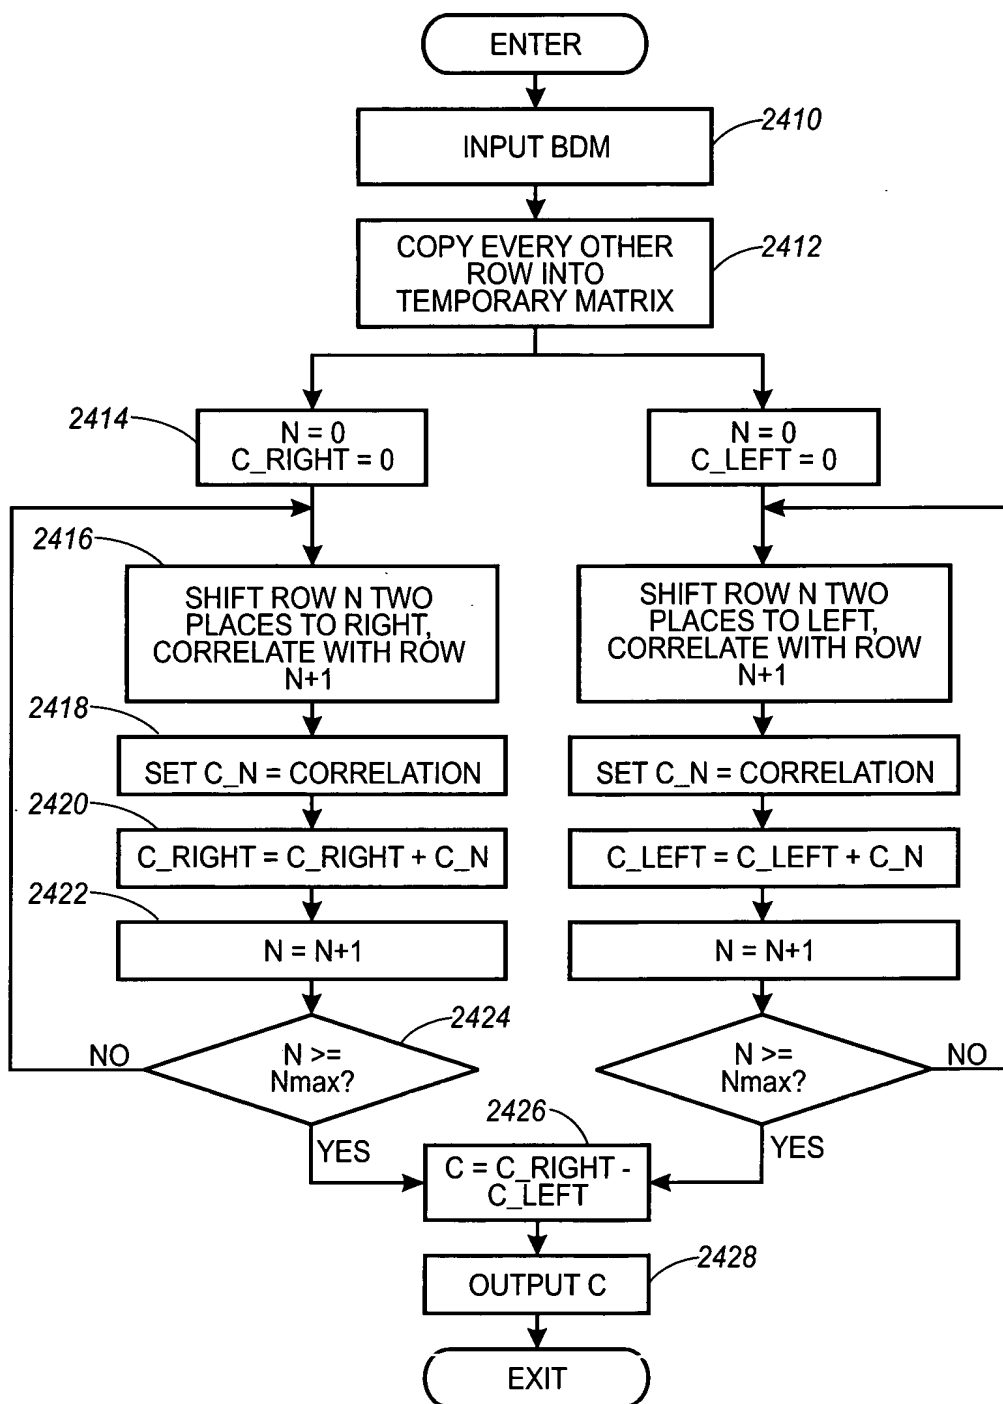 ENTER
2410
INPUT BDM
2412
COPY EVERY OTHER
ROW INTO
TEMPORARY MATRIX
2414
N = 0
C_RIGHT = 0
N = 0
C_LEFT = 0
2416
SHIFT ROW N TWO
PLACES TO RIGHT,
CORRELATE WITH ROW
N+1
SHIFT ROW N TWO
PLACES TO LEFT,
CORRELATE WITH ROW
N+1
2418
SET C_N = CORRELATION
SET C_N = CORRELATION
2420
C_RIGHT = C_RIGHT + C_N
C_LEFT = C_LEFT + C_N
2422
N = N+1
N = N+1
2424
NO
N >=
Nmax?
N >=
Nmax?
NO
YES
YES
2426
C = C_RIGHT -
C_LEFT
2428
OUTPUT C
EXIT